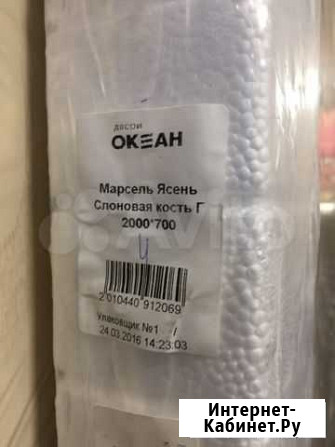 двери
ОКЕАН
Марсель Ясень
Слоновая кость Г
2000*700
Ч
2 010440 912069
Упаковщик №1 /
24.03.2016 14:23:03
Avito
Интернет-
Кабинет.Ру